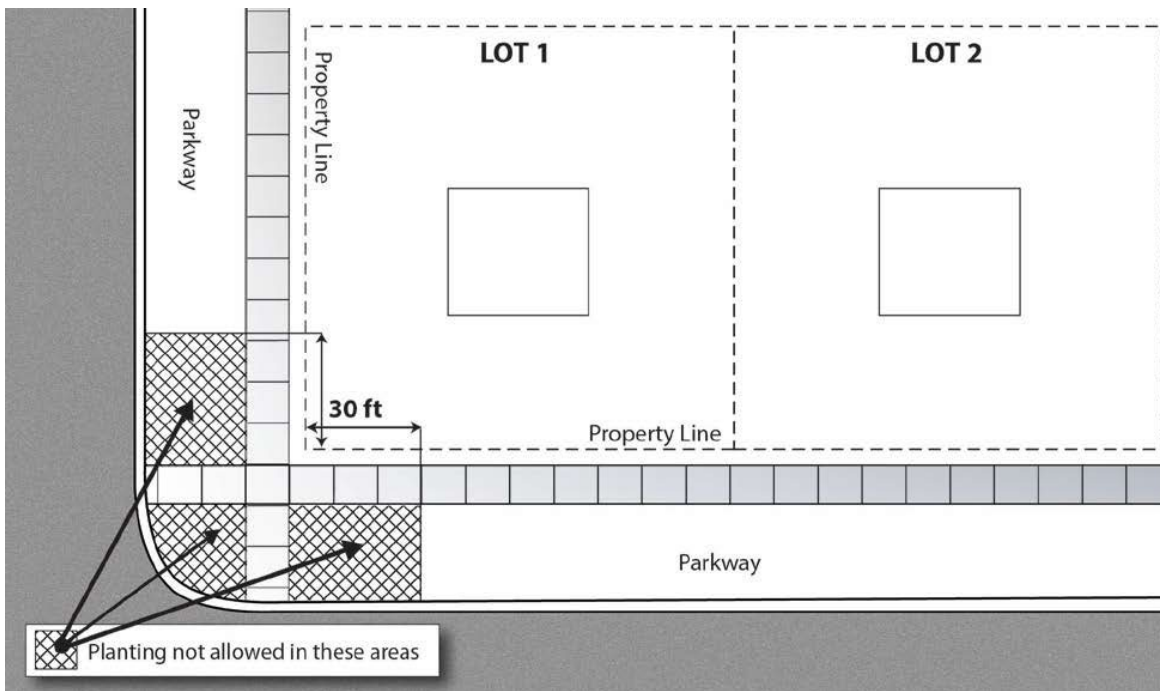 LOT 1
LOT 2
Property Line
Parkway
30 ft
Property Line
Parkway
Planting not allowed in these areas